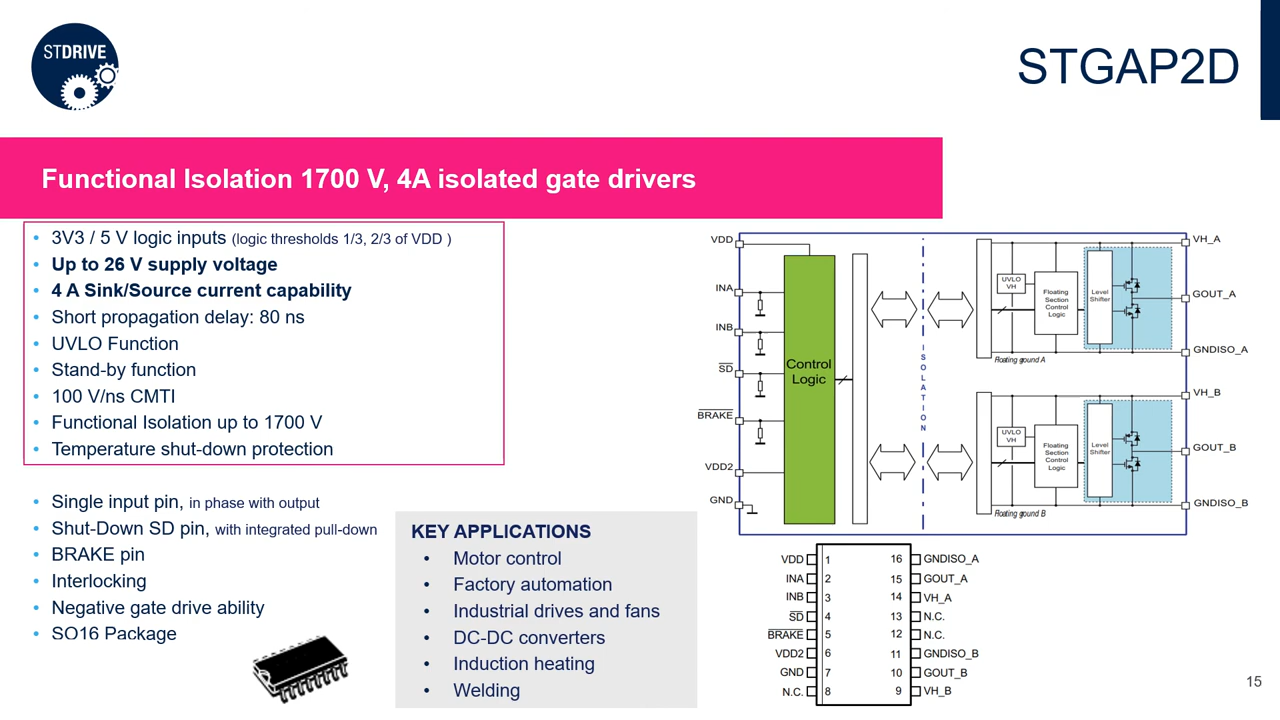 STDRIVE
STGAP2D
Functional Isolation 1700 V, 4A isolated gate drivers
• 3V3 / 5 V logic inputs (logic thresholds 1/3, 2/3 of VDD )
• Up to 26 V supply voltage
• 4 A Sink/Source current capability
• Short propagation delay: 80 ns
• UVLO Function
• Stand-by function
• 100 V/ns CMTI
• Functional Isolation up to 1700 V
• Temperature shut-down protection
• Single input pin, in phase with output
• Shut-Down SD pin, with integrated pull-down
• BRAKE pin
• Interlocking
• Negative gate drive ability
• SO16 Package
KEY APPLICATIONS
• Motor control
• Factory automation
• Industrial drives and fans
• DC-DC converters
• Induction heating
• Welding
VDD
INA
INB
SD
BRAKE
VDD2
GND
Control
Logic
ISOLATION
UVLO
VH
Floating
Section
Control
Logic
Level
Shifter
Floating ground A
VH_A
GOUT_A
GNDISO_A
UVLO
VH
Floating
Section
Control
Logic
Level
Shifter
Floating ground B
VH_B
GOUT_B
GNDISO_B
VDD 1 16 GNDISO_A
INA 2 15 GOUT_A
INB 3 14 VH_A
SD 4 13 N.C.
BRAKE 5 12 N.C.
VDD2 6 11 GNDISO_B
GND 7 10 GOUT_B
N.C. 8 9 VH_B
15